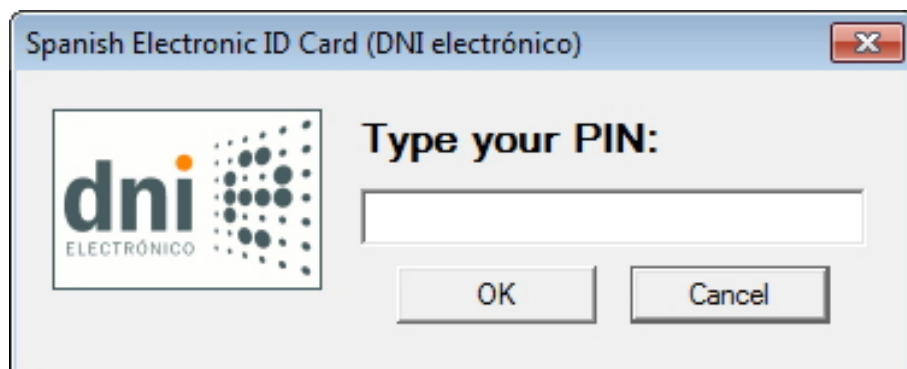 Spanish Electronic ID Card (DNI electrónico)
dni
ELECTRÓNICO
Type your PIN:
OK
Cancel